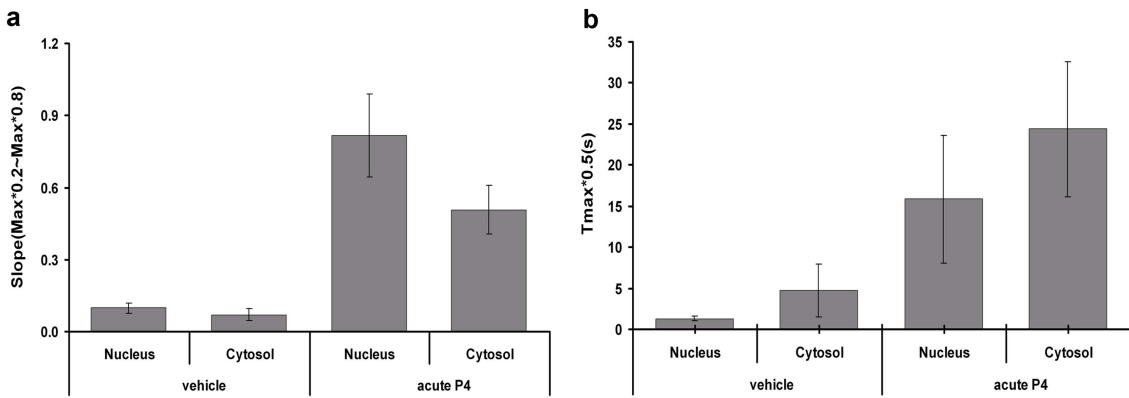 a
Slope(Max*0.2~Max*0.8)
1.2
0.9
0.6
0.3
0.0
Nucleus Cytosol Nucleus Cytosol
vehicle acute P4
b
Tmax*0.5(s)
35
30
25
20
15
10
5
0
Nucleus Cytosol Nucleus Cytosol
vehicle acute P4